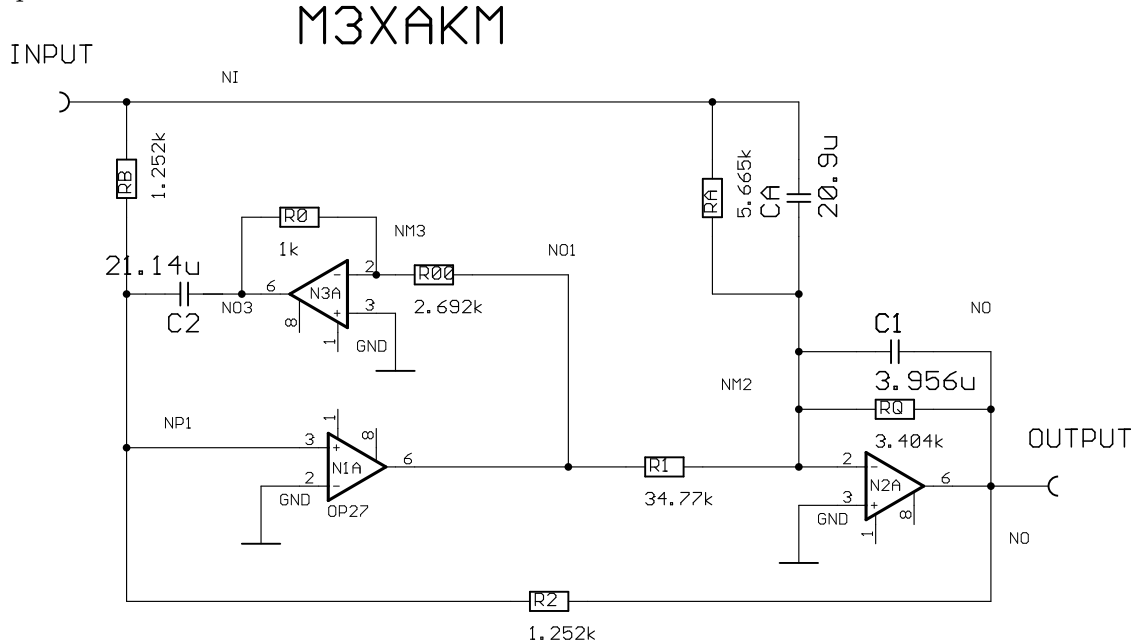 M3XAKM
INPUT
NI
RB
1.252k
RA
5.665k
CA
20.9u
R0
1k
NM3
NO1
21.14u
C2
NO3
6
N3A
2
3
8
1
R00
2.692k
GND
NO
C1
3.956u
NM2
RQ
3.404k
NP1
3
2
1
8
6
N1A
GND
OP27
R1
34.77k
2
3
N2A
6
1
8
GND
OUTPUT
NO
R2
1.252k